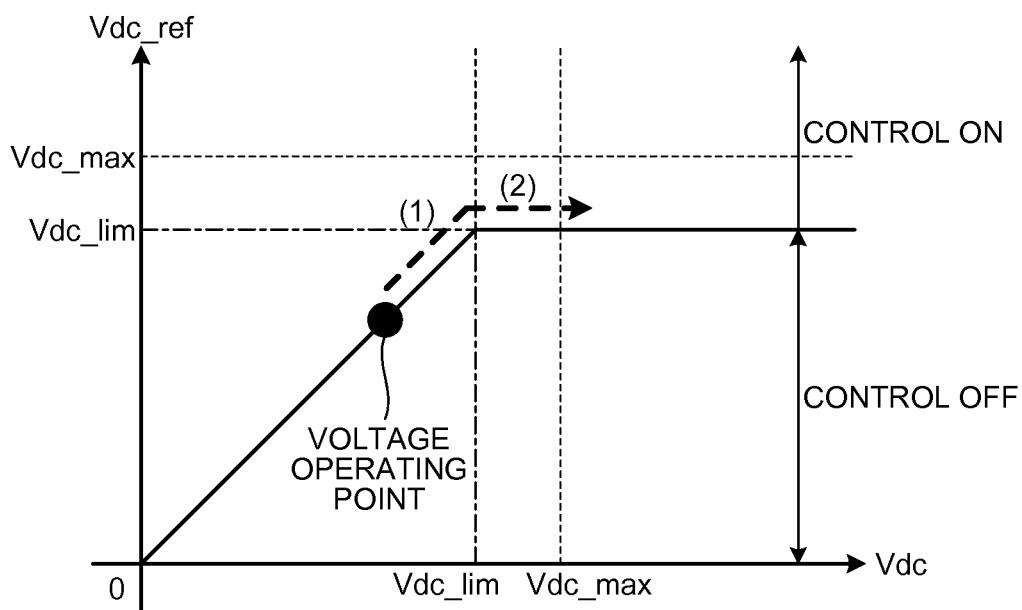 Vdc_ref
CONTROL ON
Vdc_max
(1)
(2)
Vdc_lim
CONTROL OFF
VOLTAGE
OPERATING
POINT
0
Vdc_lim
Vdc_max
Vdc